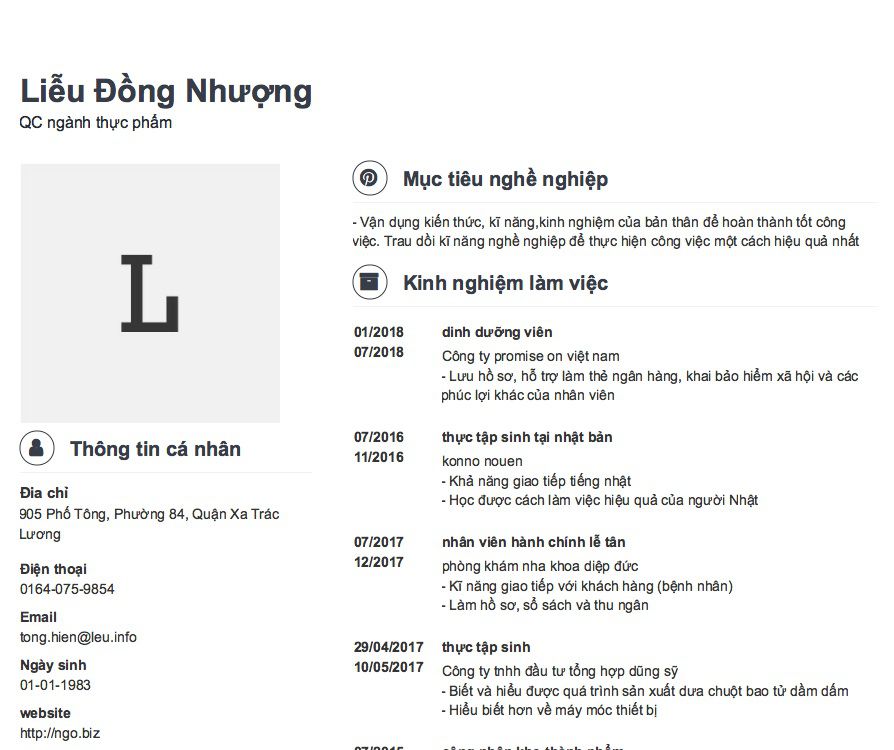 Liễu Đồng Nhượng
QC ngành thực phẩm
L
Thông tin cá nhân
Đia chỉ
905 Phố Tông, Phường 84, Quận Xa Trác
Lương
Điện thoại
0164-075-9854
Email
tong.hien@leu.info
Ngày sinh
01-01-1983
website
http://ngo.biz
Mục tiêu nghề nghiệp
- Vận dụng kiến thức, kĩ năng,kinh nghiệm của bản thân để hoàn thành tốt công
việc. Trau dồi kĩ năng nghề nghiệp để thực hiện công việc một cách hiệu quả nhất
Kinh nghiệm làm việc
01/2018
07/2018
dinh dưỡng viên
Công ty promise on việt nam
- Lưu hồ sơ, hỗ trợ làm thẻ ngân hàng, khai bảo hiểm xã hội và các
phúc lợi khác của nhân viên
07/2016
11/2016
thực tập sinh tại nhật bản
konno nouen
- Khả năng giao tiếp tiếng nhật
- Học được cách làm việc hiệu quả của người Nhật
07/2017
12/2017
nhân viên hành chính lễ tân
phòng khám nha khoa diệp đức
- Kĩ năng giao tiếp với khách hàng (bệnh nhân)
- Làm hồ sơ, sổ sách và thu ngân
29/04/2017
10/05/2017
thực tập sinh
Công ty tnhh đầu tư tổng hợp dũng sỹ
- Biết và hiểu được quá trình sản xuất dưa chuột bao tử dầm dấm
- Hiểu biết hơn về máy móc thiết bị
07/2015
công nhân kho thành phẩm